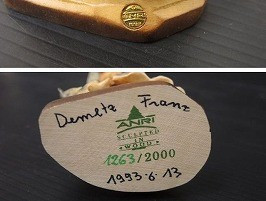 Demetz Franz
ANRI
SCULPTED
IN
WOOD
1263/2000
1993·6·13